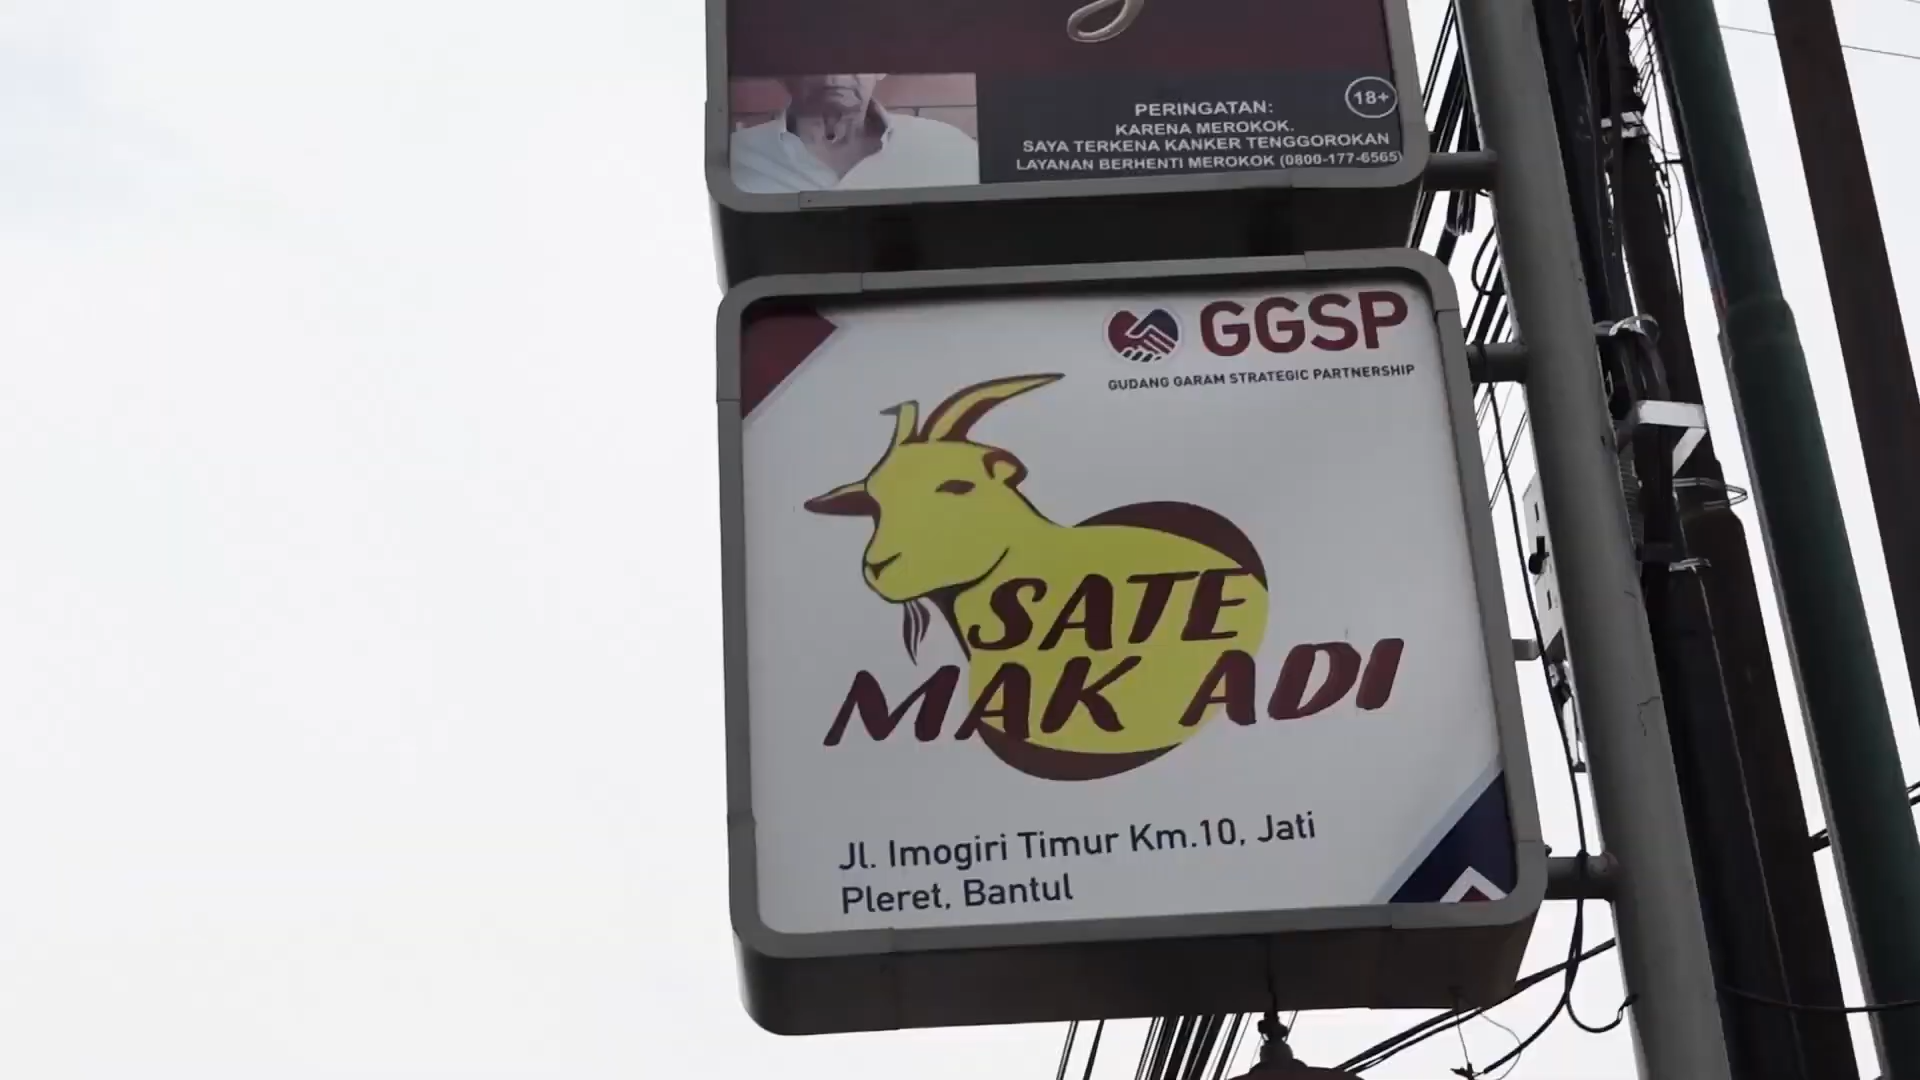 18+
PERINGATAN:
KARENA MEROKOK.
SAYA TERKENA KANKER TENGGOROKAN
LAYANAN BERHENTI MEROKOK (0800-177-6565)
GGSP
GUDANG GARAM STRATEGIC PARTNERSHIP
SATE
MAK ADI
Jl. Imogiri Timur Km.10, Jati
Pleret, Bantul